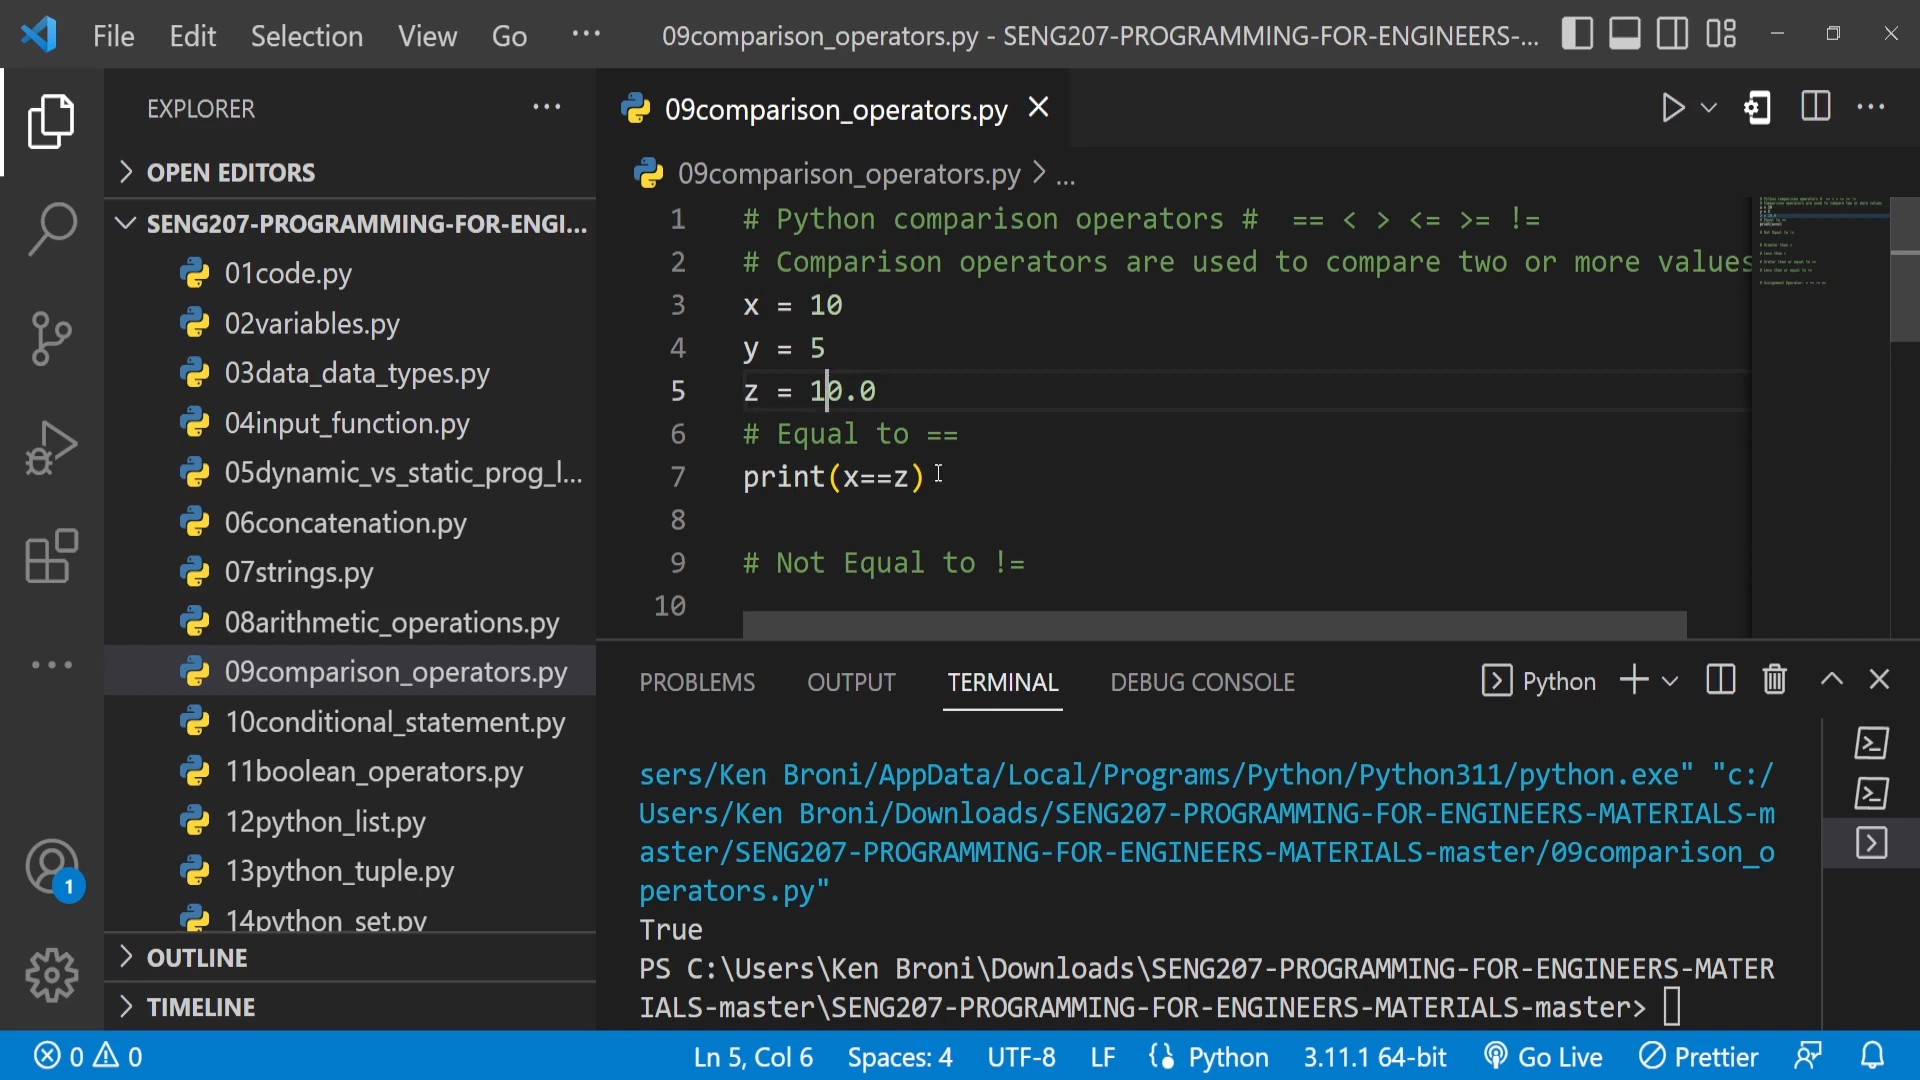 File Edit Selection View Go ··· 09comparison_operators.py - SENG207-PROGRAMMING-FOR-ENGINEERS-...
EXPLORER ···
OPEN EDITORS
SENG207-PROGRAMMING-FOR-ENGI...
01code.py
02variables.py
03data_data_types.py
04input_function.py
05dynamic_vs_static_prog_l...
06concatenation.py
07strings.py
08arithmetic_operations.py
09comparison_operators.py
10conditional_statement.py
11boolean_operators.py
12python_list.py
13python_tuple.py
14python_set.py
OUTLINE
TIMELINE
1
09comparison_operators.py
09comparison_operators.py > ...
1 # Python comparison operators #  == < > <= >= !=
2 # Comparison operators are used to compare two or more values
3 x = 10
4 y = 5
5 z = 10.0
6 # Equal to ==
7 print(x==z)
8
9 # Not Equal to !=
10
PROBLEMS OUTPUT TERMINAL DEBUG CONSOLE Python
sers/Ken Broni/AppData/Local/Programs/Python/Python311/python.exe" "c:/
Users/Ken Broni/Downloads/SENG207-PROGRAMMING-FOR-ENGINEERS-MATERIALS-m
aster/SENG207-PROGRAMMING-FOR-ENGINEERS-MATERIALS-master/09comparison_o
perators.py"
True
PS C:\Users\Ken Broni\Downloads\SENG207-PROGRAMMING-FOR-ENGINEERS-MATER
IALS-master\SENG207-PROGRAMMING-FOR-ENGINEERS-MATERIALS-master>
0 0 Ln 5, Col 6 Spaces: 4 UTF-8 LF Python 3.11.1 64-bit Go Live Prettier